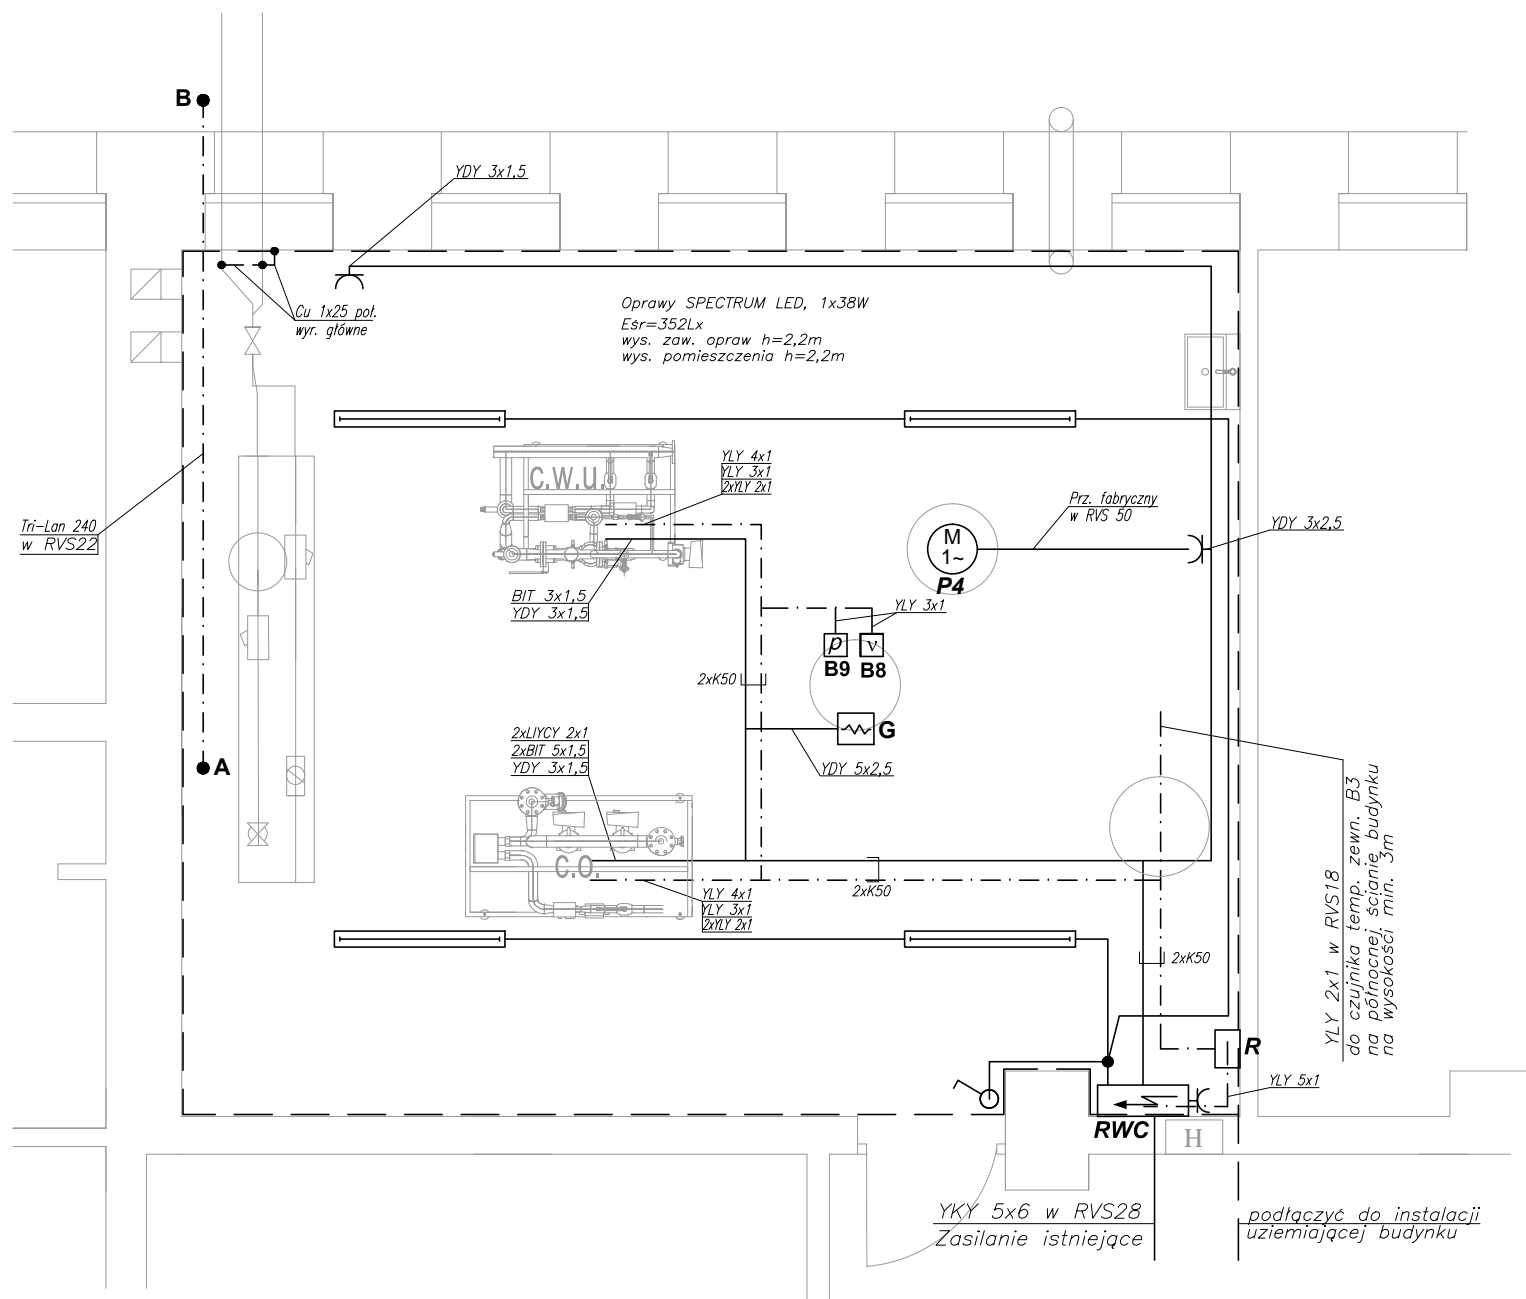 B
YDY 3x1,5
Cu 1x25 poł.
wyr. główne
Oprawy SPECTRUM LED, 1x38W
Eśr=352Lx
wys. zaw. opraw h=2,2m
wys. pomieszczenia h=2,2m
c.w.u.
YLY 4x1
YLY 3x1
2xYLY 2x1
Prz. fabryczny
w RVS 50
YDY 3x2,5
Tri-Lan 240
w RVS22
M
1~
P4
BIT 3x1,5
YDY 3x1,5
YLY 3x1
p
v
B9
B8
2xK50
G
2xLIYCY 2x1
2xBIT 5x1,5
YDY 3x1,5
YDY 5x2,5
A
c.o.
2xK50
YLY 4x1
YLY 3x1
2xYLY 2x1
2xK50
YLY 2x1 w RVS18
do czujnika temp. zewn. B3
na północnej ścianie budynku
na wysokości min. 3m
R
YLY 5x1
RWC
H
YKY 5x6 w RVS28
Zasilanie istniejące
podłączyć do instalacji
uziemiającej budynku